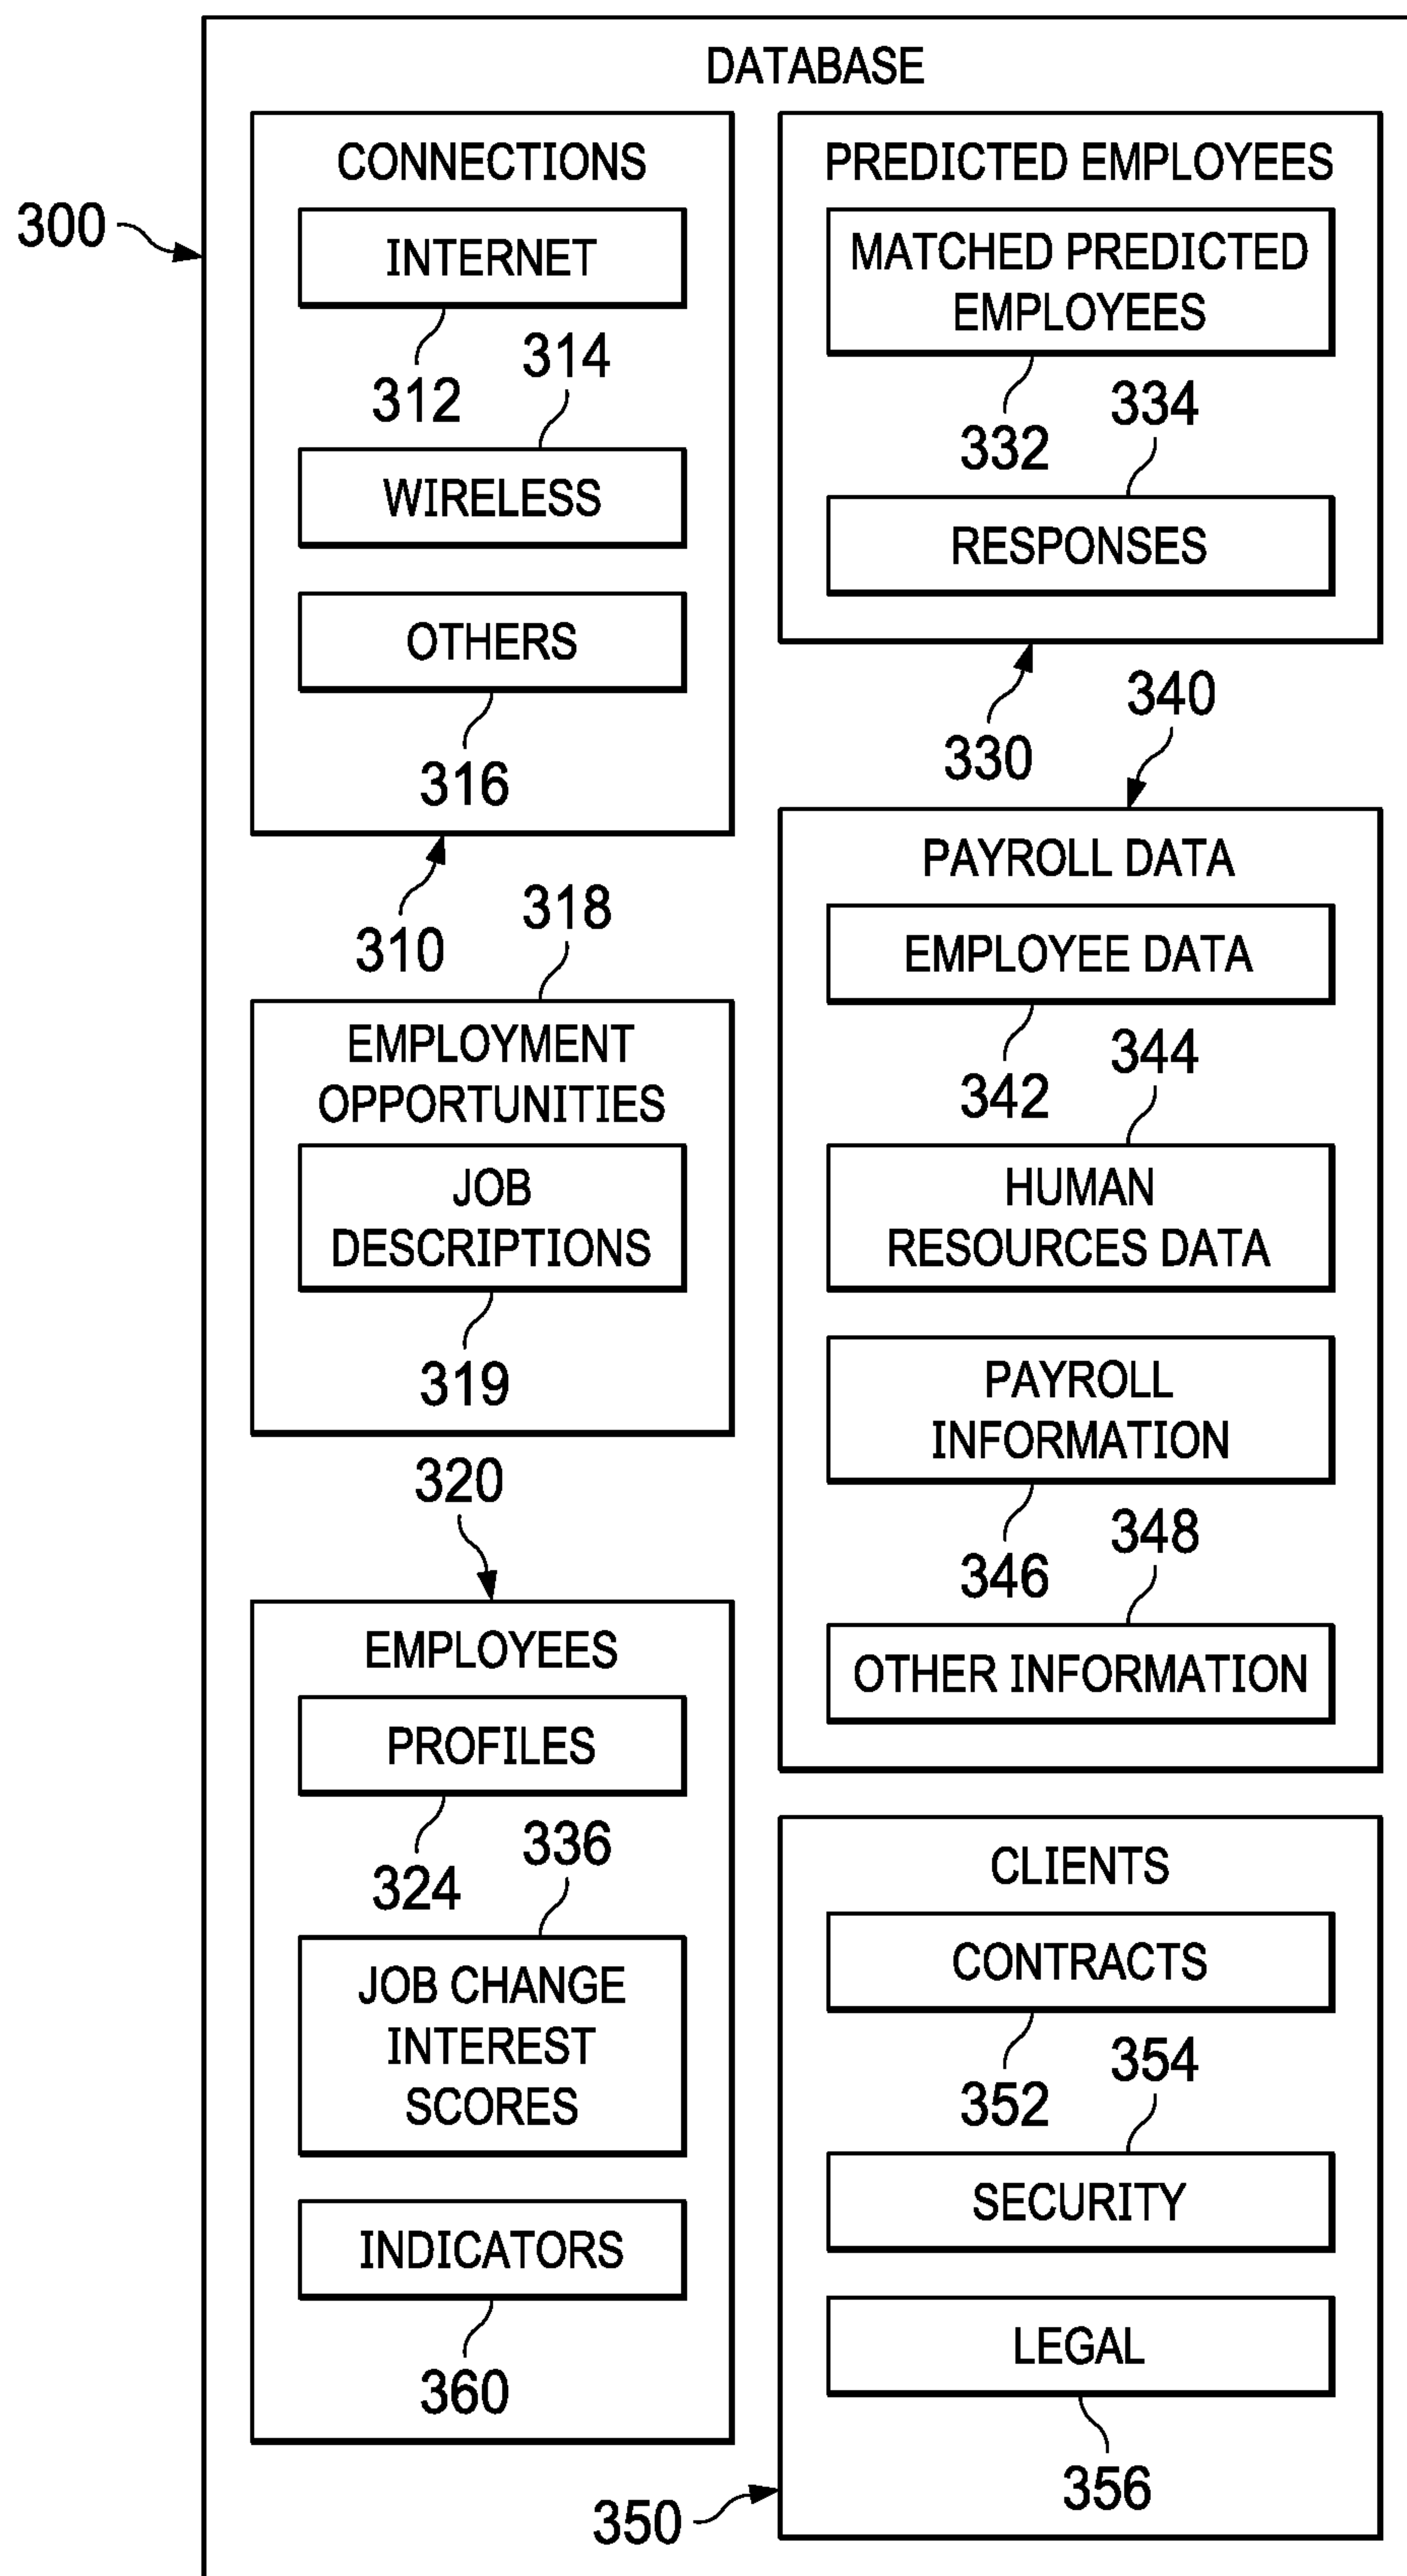 DATABASE
300
CONNECTIONS
INTERNET
312
314
WIRELESS
OTHERS
316
310
318
EMPLOYMENT
OPPORTUNITIES
JOB
DESCRIPTIONS
319
320
EMPLOYEES
PROFILES
324
336
JOB CHANGE
INTEREST
SCORES
INDICATORS
360
PREDICTED EMPLOYEES
MATCHED PREDICTED
EMPLOYEES
332
334
RESPONSES
330
340
PAYROLL DATA
EMPLOYEE DATA
342
344
HUMAN
RESOURCES DATA
PAYROLL
INFORMATION
346
348
OTHER INFORMATION
CLIENTS
CONTRACTS
352
354
SECURITY
LEGAL
356
350